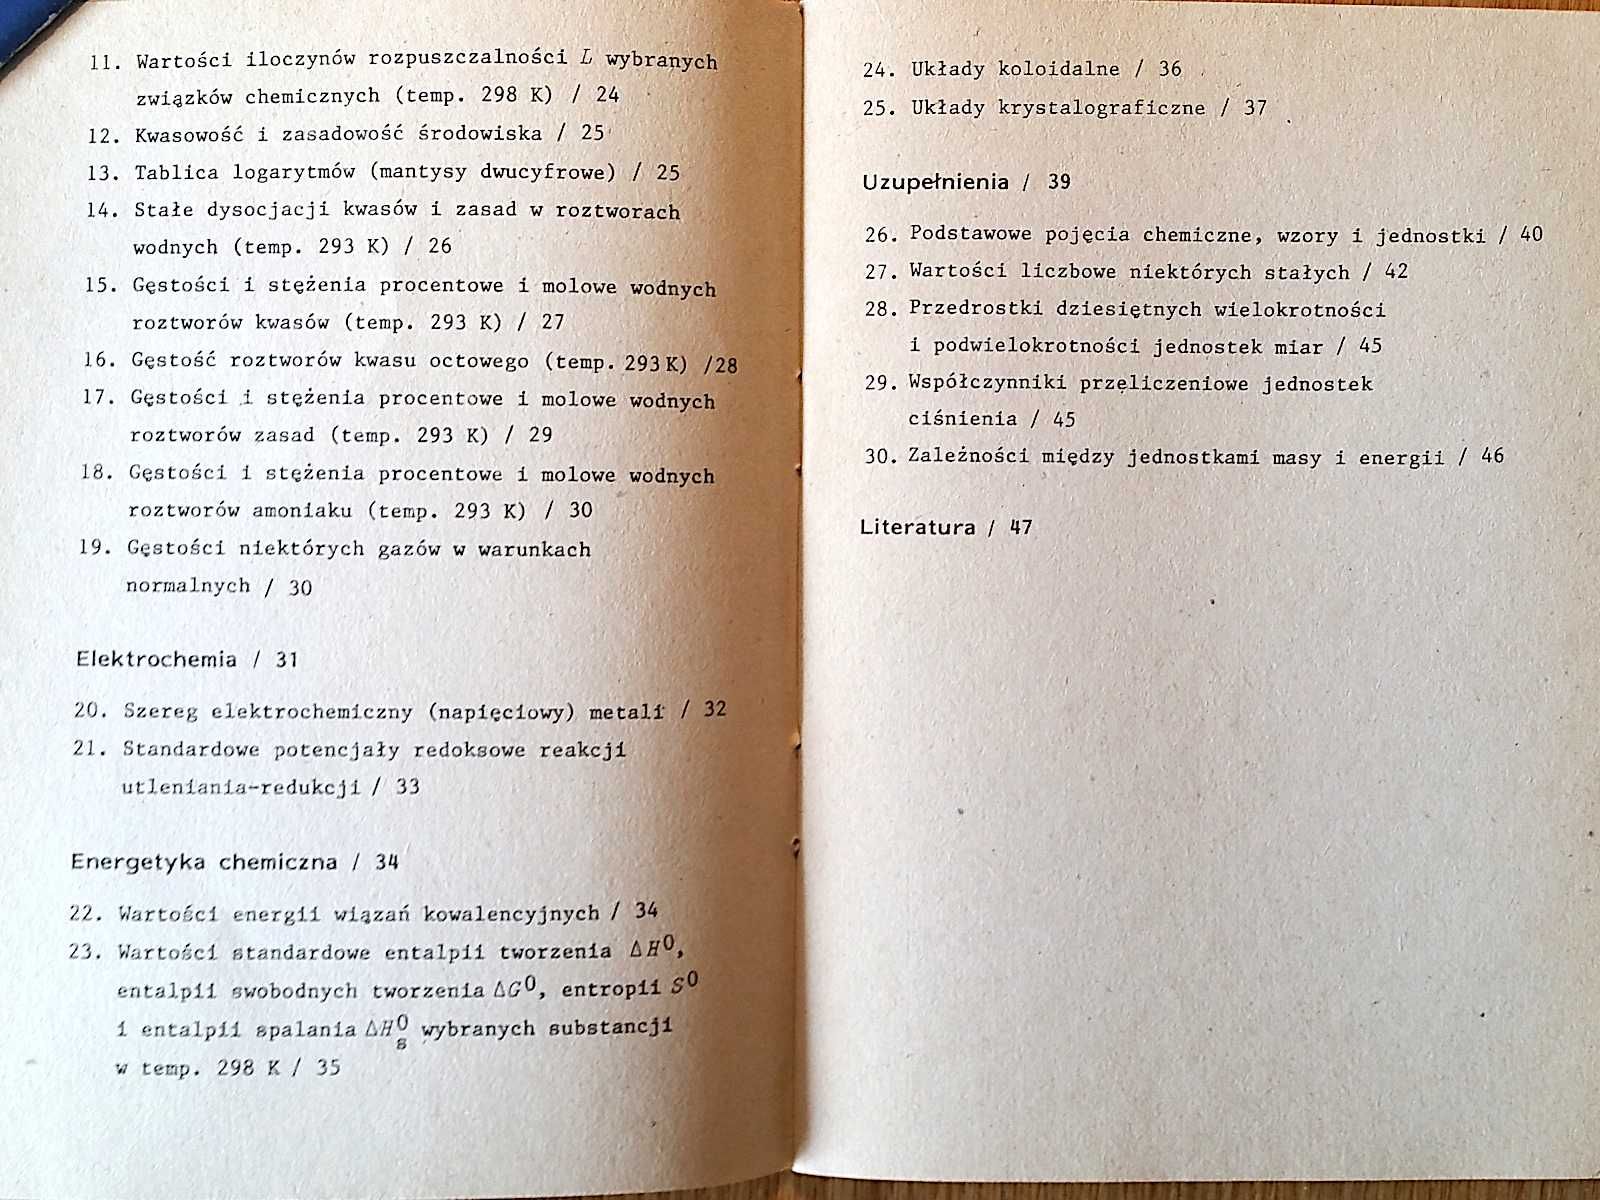 11. Wartości iloczynów rozpuszczalności L wybranych
związków chemicznych (temp. 298 K) / 24
12. Kwasowość i zasadowość środowiska / 25
13. Tablica logarytmów (mantysy dwucyfrowe) / 25
14. Stałe dysocjacji kwasów i zasad w roztworach
wodnych (temp. 293 K) / 26
15. Gęstości i stężenia procentowe i molowe wodnych
roztworów kwasów (temp. 293 K) / 27
16. Gęstość roztworów kwasu octowego (temp. 293 K) /28
17. Gęstości i stężenia procentowe i molowe wodnych
roztworów zasad (temp. 293 K) / 29
18. Gęstości i stężenia procentowe i molowe wodnych
roztworów amoniaku (temp. 293 K) / 30
19. Gęstości niektórych gazów w warunkach
normalnych / 30
Elektrochemia / 31
20. Szereg elektrochemiczny (napięciowy) metali / 32
21. Standardowe potencjały redoksowe reakcji
utleniania-redukcji / 33
Energetyka chemiczna / 34
22. Wartości energii wiązań kowalencyjnych / 34
23. Wartości standardowe entalpii tworzenia ΔH⁰,
entalpii swobodnych tworzenia ΔG⁰, entropii S⁰
i entalpii spalania ΔH⁰ₛ wybranych substancji
w temp. 298 K / 35
24. Układy koloidalne / 36
25. Układy krystalograficzne / 37
Uzupełnienia / 39
26. Podstawowe pojęcia chemiczne, wzory i jednostki / 40
27. Wartości liczbowe niektórych stałych / 42
28. Przedrostki dziesiętnych wielokrotności
i podwielokrotności jednostek miar / 45
29. Współczynniki przeliczeniowe jednostek
ciśnienia / 45
30. Zależności między jednostkami masy i energii / 46
Literatura / 47